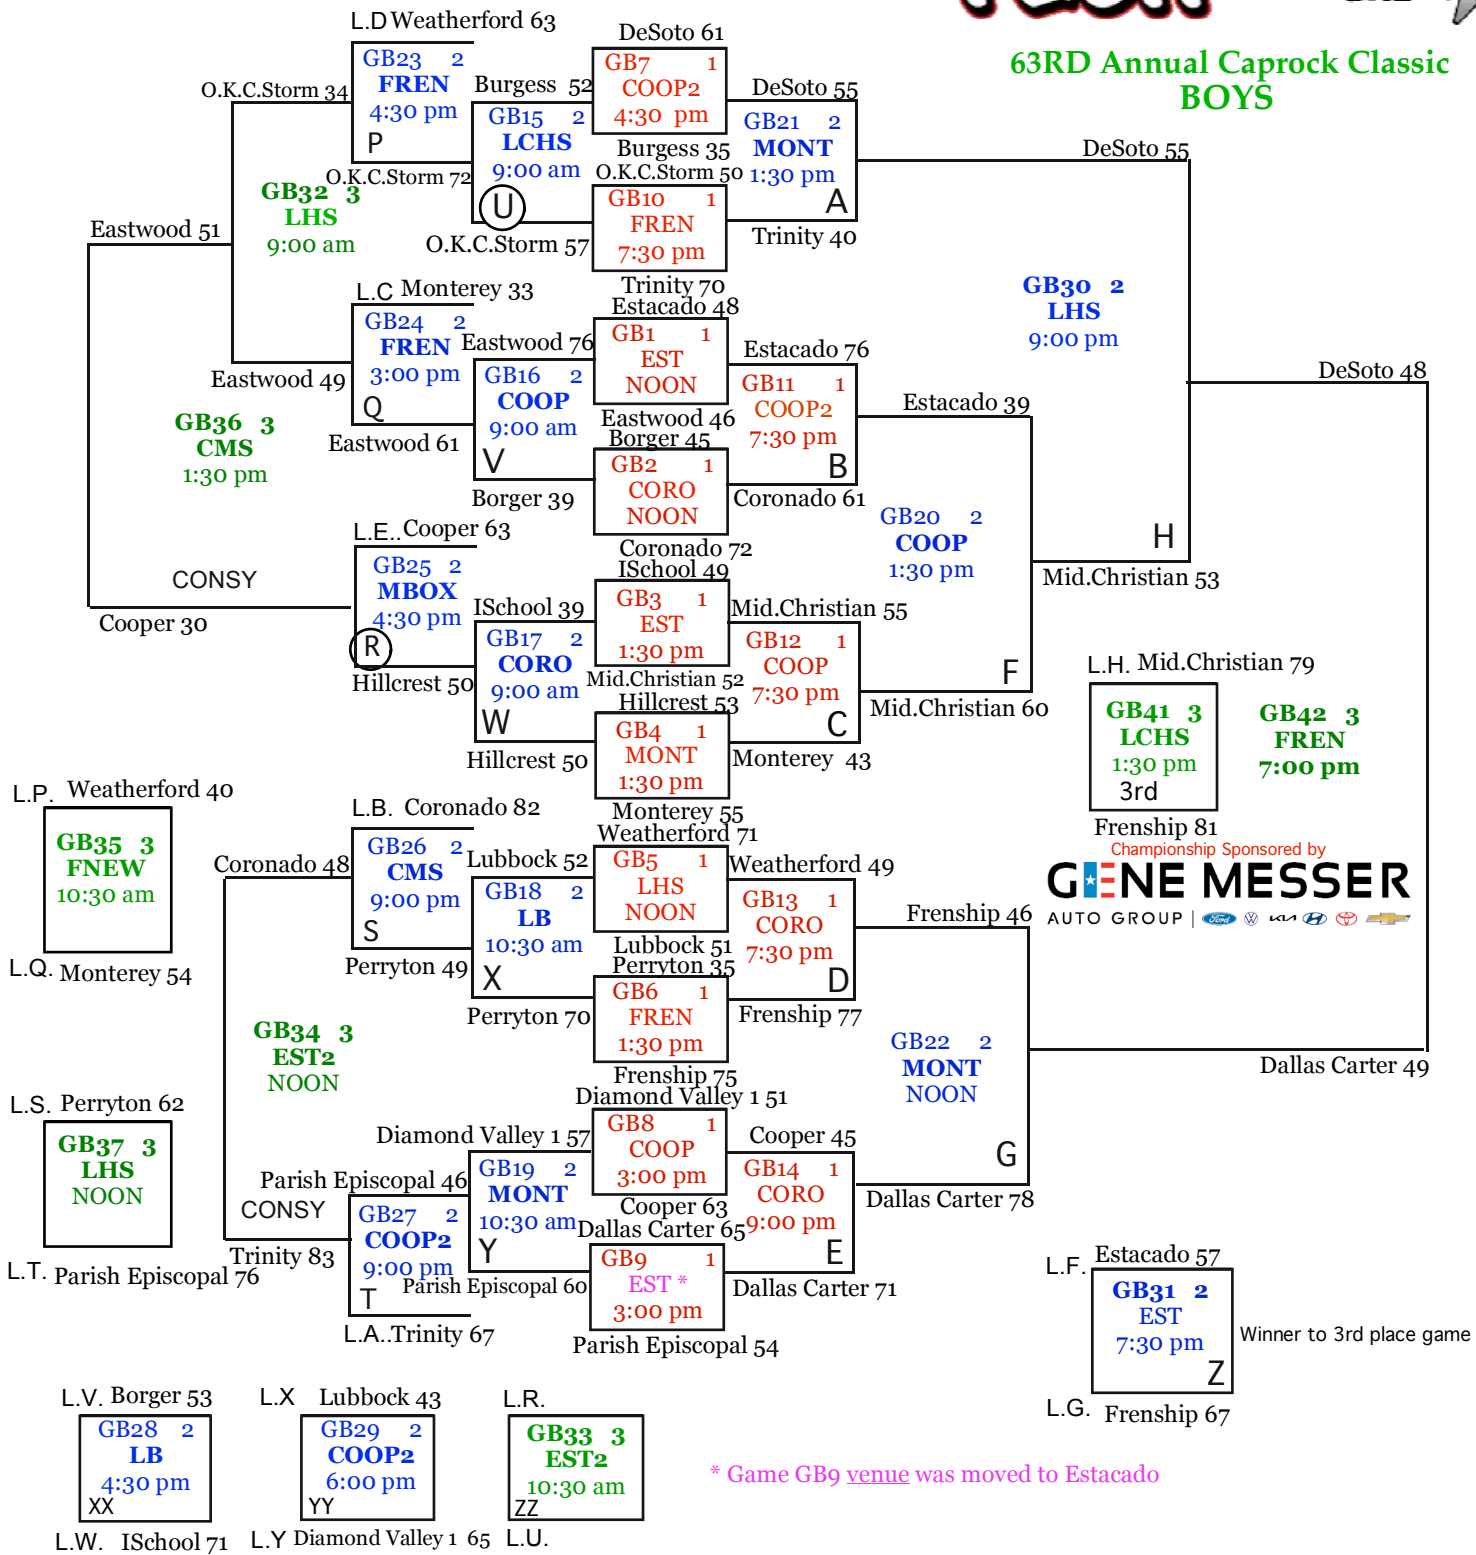 63RD Annual Caprock Classic
BOYS
L.D Weatherford 63
GB23 2
FREN
4:30 pm
P
O.K.C.Storm 34
O.K.C.Storm 72
GB32 3
LHS
9:00 am
Eastwood 51
L.C Monterey 33
GB24 2
FREN
3:00 pm
Q
Eastwood 49
Eastwood 61
GB36 3
CMS
1:30 pm
L.E.. Cooper 63
GB25 2
MBOX
4:30 pm
R
CONSY
Cooper 30
Hillcrest 50
Burgess 52
GB15 2
LCHS
9:00 am
U
O.K.C.Storm 57
Eastwood 76
GB16 2
COOP
9:00 am
V
Borger 39
ISchool 39
GB17 2
CORO
9:00 am
W
Hillcrest 50
DeSoto 61
GB7 1
COOP2
4:30 pm
Burgess 35
O.K.C.Storm 50
GB10 1
FREN
7:30 pm
Trinity 70
Estacado 48
GB1 1
EST
NOON
Eastwood 46
Borger 45
GB2 1
CORO
NOON
Coronado 72
ISchool 49
GB3 1
EST
1:30 pm
Mid.Christian 52
Hillcrest 53
GB4 1
MONT
1:30 pm
Monterey 55
DeSoto 55
GB21 2
MONT
1:30 pm
A
Trinity 40
Estacado 76
GB11 1
COOP2
7:30 pm
B
Coronado 61
Mid.Christian 55
GB12 1
COOP
7:30 pm
C
Monterey 43
DeSoto 55
GB30 2
LHS
9:00 pm
H
Mid.Christian 53
Estacado 39
GB20 2
COOP
1:30 pm
F
Mid.Christian 60
DeSoto 48
L.H. Mid.Christian 79
GB41 3
LCHS
1:30 pm
3rd
Frenship 81
GB42 3
FREN
7:00 pm
Championship Sponsored by
GENE MESSER
AUTO GROUP
Ford
KIA
Dallas Carter 49
L.P. Weatherford 40
GB35 3
FNEW
10:30 am
L.Q. Monterey 54
L.B. Coronado 82
GB26 2
CMS
9:00 pm
S
Coronado 48
Perryton 49
Lubbock 52
GB18 2
LB
10:30 am
X
Perryton 70
Weatherford 71
GB5 1
LHS
NOON
Lubbock 51
Perryton 35
GB6 1
FREN
1:30 pm
Frenship 75
Weatherford 49
GB13 1
CORO
7:30 pm
D
Frenship 77
Frenship 46
GB22 2
MONT
NOON
G
Dallas Carter 78
GB34 3
EST2
NOON
CONSY
Trinity 83
L.S. Perryton 62
GB37 3
LHS
NOON
L.T. Parish Episcopal 76
Parish Episcopal 46
GB27 2
COOP2
9:00 pm
T
L.A..Trinity 67
Diamond Valley 1 57
GB19 2
MONT
10:30 am
Y
Parish Episcopal 60
Diamond Valley 1 51
GB8 1
COOP
3:00 pm
Cooper 63
Dallas Carter 65
GB9 1
EST *
3:00 pm
Parish Episcopal 54
Cooper 45
GB14 1
CORO
9:00 pm
E
Dallas Carter 71
L.F. Estacado 57
GB31 2
EST
7:30 pm
Z
L.G. Frenship 67
Winner to 3rd place game
L.V. Borger 53
GB28 2
LB
4:30 pm
XX
L.W. ISchool 71
L.X Lubbock 43
GB29 2
COOP2
6:00 pm
YY
L.Y Diamond Valley 1 65
L.R.
GB33 3
EST2
10:30 am
ZZ
L.U.
* Game GB9 venue was moved to Estacado